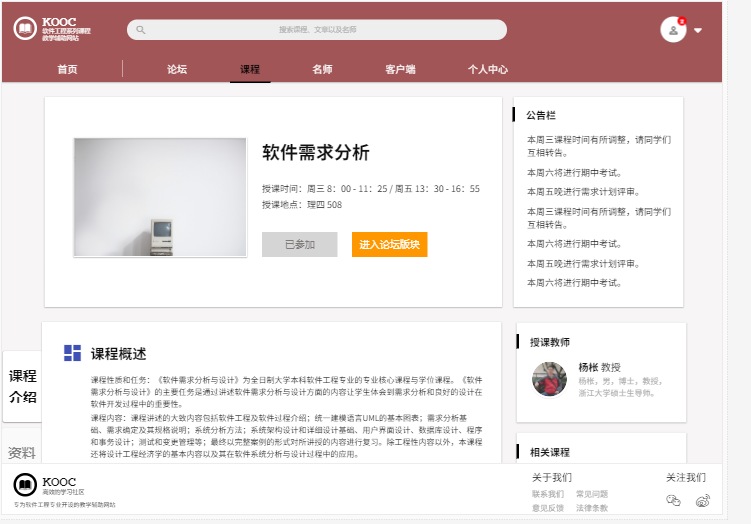 KOOC
软件工程系列课程
教学辅助网站
搜索课程、文章以及名师
首页
论坛
课程
名师
客户端
个人中心
软件需求分析
授课时间：周三 8：00 - 11：25 / 周五 13：30 - 16：55
授课地点：理四 508
已参加
进入论坛版块
公告栏
本周三课程时间有所调整，请同学们
互相转告。
本周六将进行期中考试。
本周五晚进行需求计划评审。
本周三课程时间有所调整，请同学们
互相转告。
本周六将进行期中考试。
本周五晚进行需求计划评审。
本周六将进行期中考试。
课程
介绍
资料
课程概述
课程性质和任务：《软件需求分析与设计》为全日制大学本科软件工程专业的专业核心课程与学位课程。《软件
需求分析与设计》的主要任务是通过讲述软件需求分析与设计方面的内容让学生体会到需求分析和良好的设计在
软件开发过程中的重要性。
课程内容：课程讲述的大致内容包括软件工程及软件过程介绍；统一建模语言UML的基本图表；需求分析基
础、需求确定及其规格说明；系统分析方法；系统架构设计和详细设计基础、用户界面设计、数据库设计、程序
和事务设计；测试和变更管理等；最终以完整案例的形式对所讲授的内容进行复习。除工程性内容以外，本课程
还将设计工程经济学的基本内容以及其在软件系统分析与设计过程中的应用。
授课教师
杨枨 教授
杨枨，男，博士，教授，
浙江大学硕士生导师。
相关课程
KOOC
高效的学习社区
专为软件工程专业开设的教学辅助网站
关于我们
联系我们 常见问题
意见反馈 法律条教
关注我们